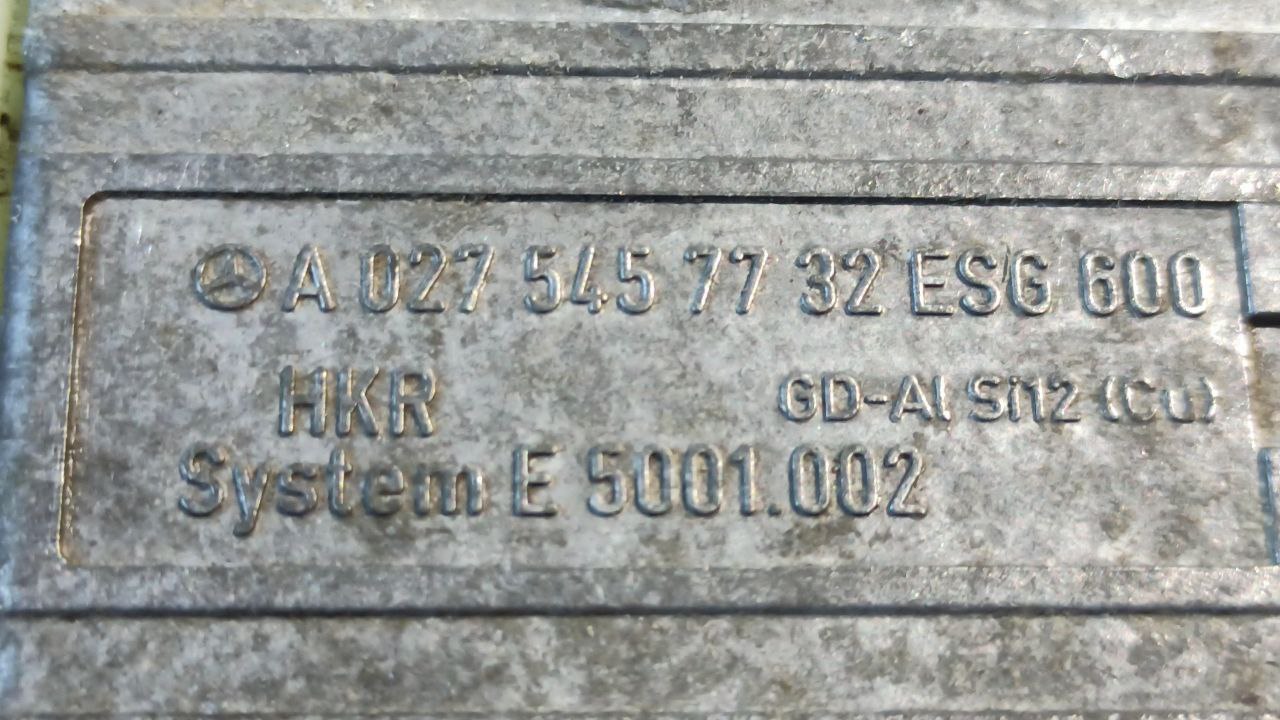 A 027 545 77 32 ESG 600
HKR GD-Al Si12 (Cu)
System E 5001.002